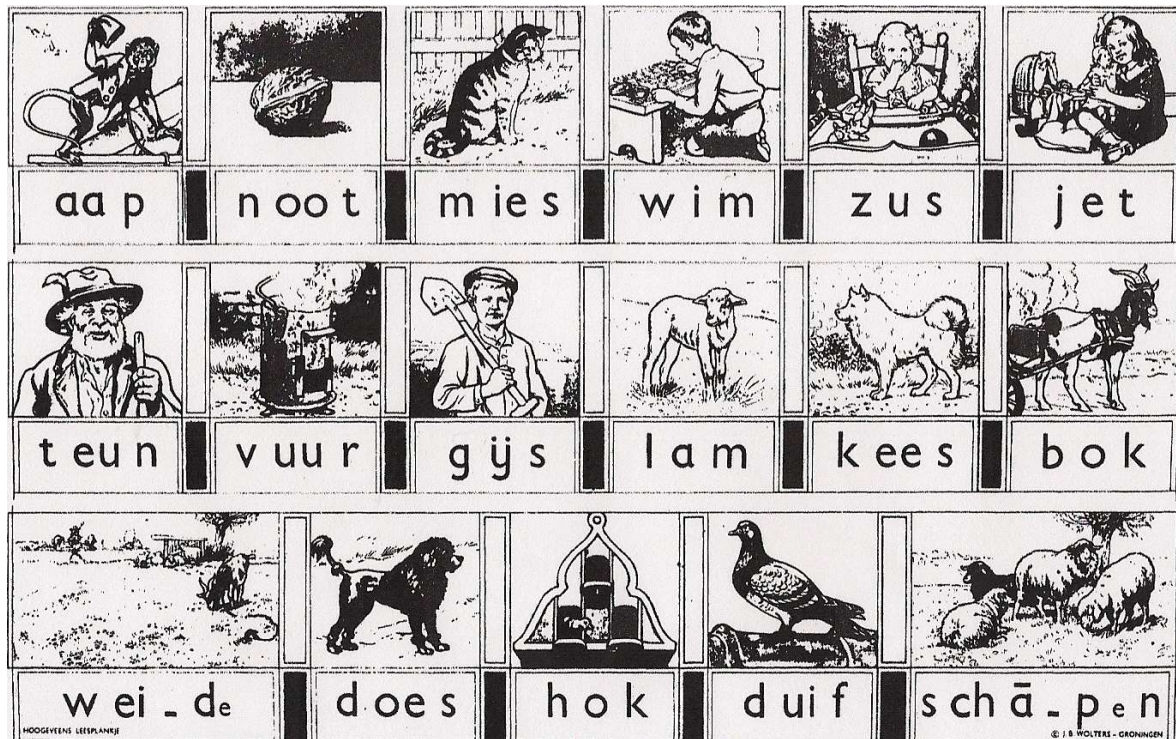 aap noot mies wim zus jet
teun vuur gijs lam kees bok
wei - de does hok duif schā - pen
HOOGEVEENS LEESPLANKJE © J.B. WOLTERS - GRONINGEN